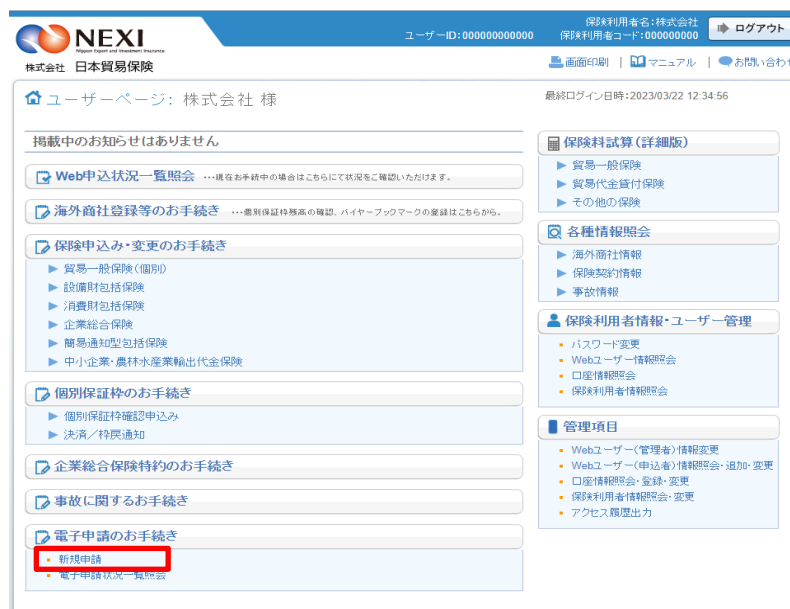 NEXI
Nippon Export and Investment Insurance
株式会社 日本貿易保険
ユーザーID:000000000000
保険利用者名:株式会社
保険利用者コード:000000000
ログアウト
画面印刷 | マニュアル | お問い合わせ
ユーザーページ: 株式会社 様
最終ログイン日時:2023/03/22 12:34:56
掲載中のお知らせはありません
Web申込状況一覧照会 …現在お手続中の場合はこちらにて状況をご確認いただけます。
海外商社登録等のお手続き …個別保証枠残高の確認、バイヤーブックマークの登録はこちらから。
保険申込み・変更のお手続き
貿易一般保険(個別)
設備財包括保険
消費財包括保険
企業総合保険
簡易通知型包括保険
中小企業・農林水産業輸出代金保険
個別保証枠のお手続き
個別保証枠確認申込み
決済/枠戻通知
企業総合保険特約のお手続き
事故に関するお手続き
電子申請のお手続き
新規申請
電子申請状況一覧照会
保険料試算(詳細版)
貿易一般保険
貿易代金貸付保険
その他の保険
各種情報照会
海外商社情報
保険契約情報
事故情報
保険利用者情報・ユーザー管理
パスワード変更
Webユーザー情報照会
口座情報照会
保険利用者情報照会
管理項目
Webユーザー(管理者)情報変更
Webユーザー(申込者)情報照会・追加・変更
口座情報照会・登録・変更
保険利用者情報照会・変更
アクセス履歴出力